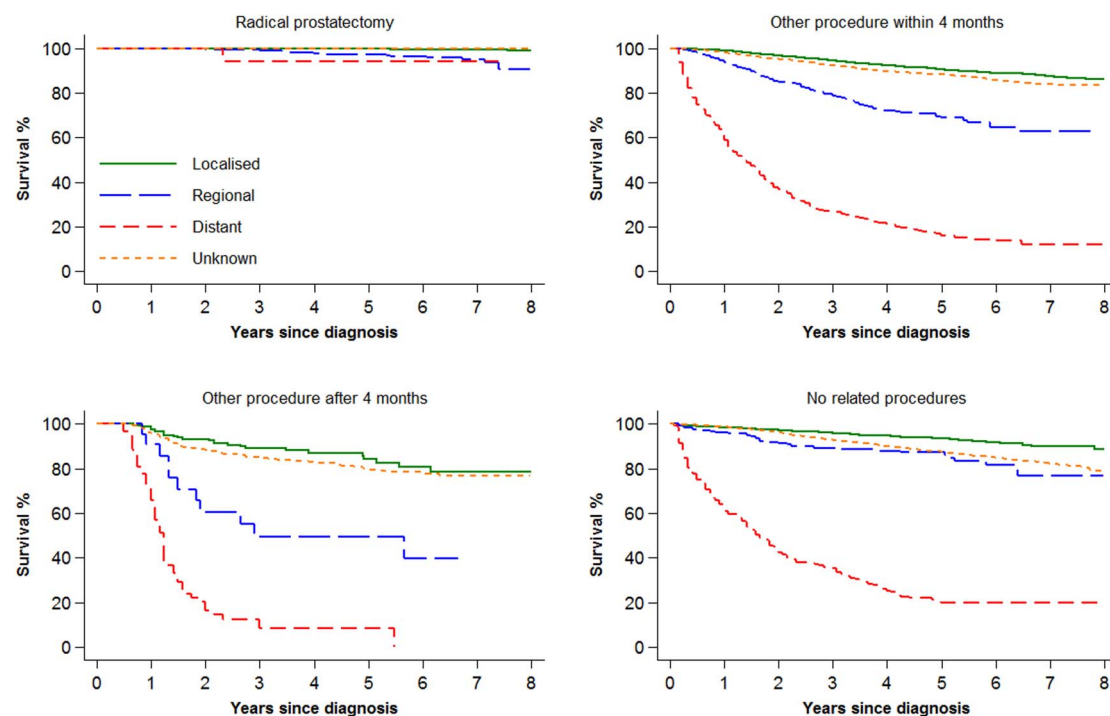 Radical prostatectomy
Survival %
100
80
60
40
20
0
Localised
Regional
Distant
Unknown
0 1 2 3 4 5 6 7 8
Years since diagnosis
Other procedure within 4 months
Survival %
100
80
60
40
20
0
0 1 2 3 4 5 6 7 8
Years since diagnosis
Other procedure after 4 months
Survival %
100
80
60
40
20
0
0 1 2 3 4 5 6 7 8
Years since diagnosis
No related procedures
Survival %
100
80
60
40
20
0
0 1 2 3 4 5 6 7 8
Years since diagnosis